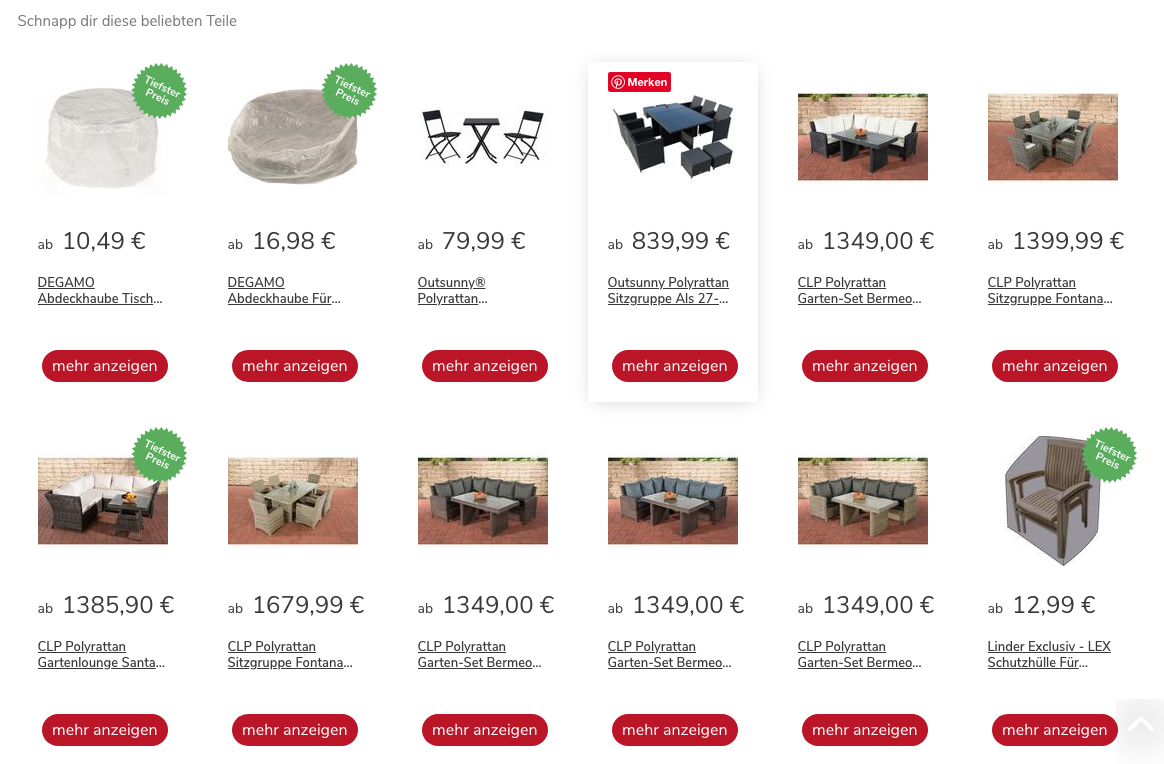 Schnapp dir diese beliebten Teile
Tiefster
Preis
ab 10,49 €
DEGAMO
Abdeckhaube Tisch...
mehr anzeigen
Tiefster
Preis
ab 16,98 €
DEGAMO
Abdeckhaube Für...
mehr anzeigen
ab 79,99 €
Outsunny®
Polyrattan...
mehr anzeigen
Merken
ab 839,99 €
Outsunny Polyrattan
Sitzgruppe Als 27-...
mehr anzeigen
ab 1349,00 €
CLP Polyrattan
Garten-Set Bermeo...
mehr anzeigen
ab 1399,99 €
CLP Polyrattan
Sitzgruppe Fontana...
mehr anzeigen
Tiefster
Preis
ab 1385,90 €
CLP Polyrattan
Gartenlounge Santa...
mehr anzeigen
ab 1679,99 €
CLP Polyrattan
Sitzgruppe Fontana...
mehr anzeigen
ab 1349,00 €
CLP Polyrattan
Garten-Set Bermeo...
mehr anzeigen
ab 1349,00 €
CLP Polyrattan
Garten-Set Bermeo...
mehr anzeigen
ab 1349,00 €
CLP Polyrattan
Garten-Set Bermeo...
mehr anzeigen
Tiefster
Preis
ab 12,99 €
Linder Exclusiv - LEX
Schutzhülle Für...
mehr anzeigen